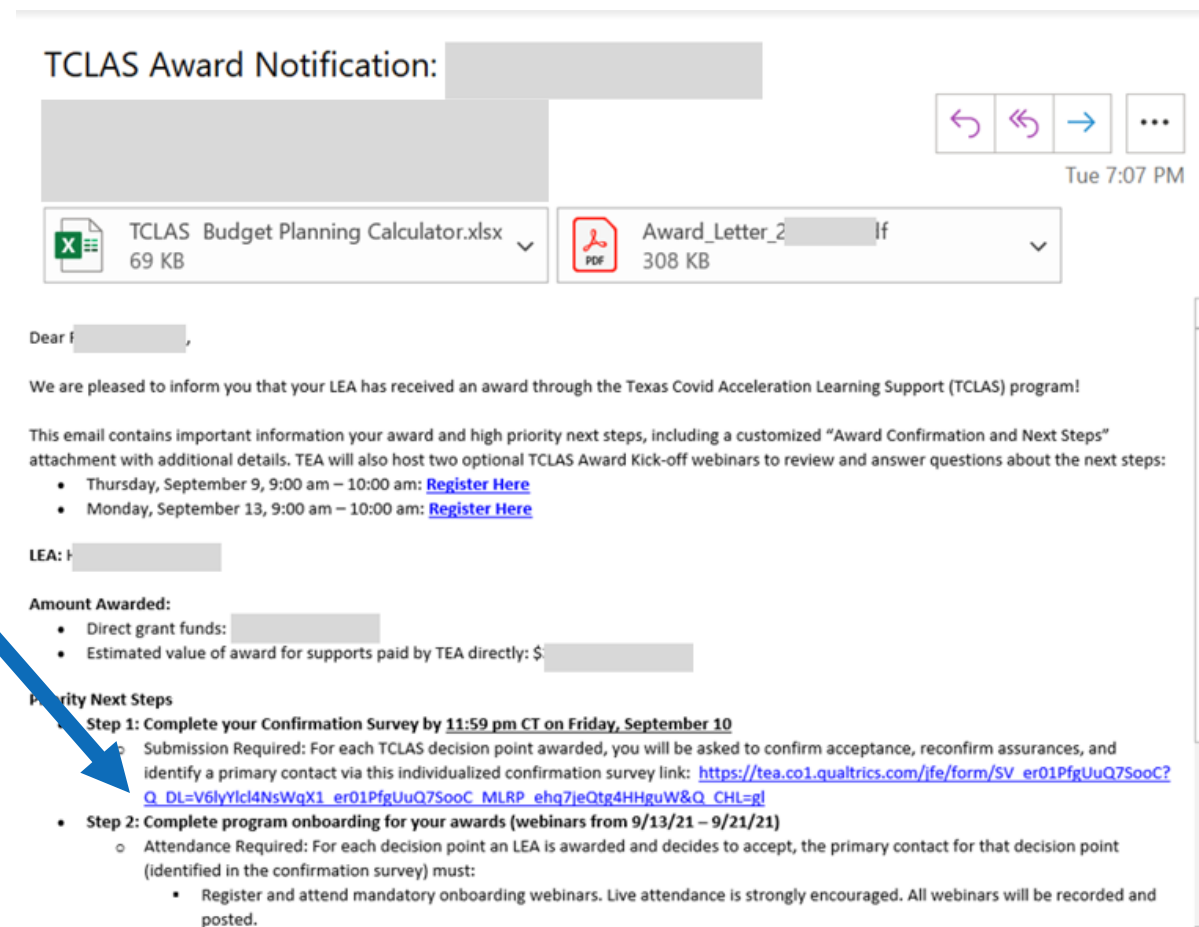 TCLAS Award Notification:
Tue 7:07 PM
TCLAS Budget Planning Calculator.xlsx
69 KB
PDF
Award_Letter_2
308 KB
Dear
We are pleased to inform you that your LEA has received an award through the Texas Covid Acceleration Learning Support (TCLAS) program!
This email contains important information your award and high priority next steps, including a customized “Award Confirmation and Next Steps”
attachment with additional details. TEA will also host two optional TCLAS Award Kick-off webinars to review and answer questions about the next steps:
• Thursday, September 9, 9:00 am – 10:00 am: Register Here
• Monday, September 13, 9:00 am – 10:00 am: Register Here
LEA:
Amount Awarded:
• Direct grant funds:
• Estimated value of award for supports paid by TEA directly: $
Next Steps
Step 1: Complete your Confirmation Survey by 11:59 pm CT on Friday, September 10
o Submission Required: For each TCLAS decision point awarded, you will be asked to confirm acceptance, reconfirm assurances, and
identify a primary contact via this individualized confirmation survey link: https://tea.co1.qualtrics.com/jfe/form/SV_er01PfgUuQ7SooC?
Q_DL=V6lyYlcl4NsWqX1_er01PfgUuQ7SooC_MLRP_ehq7jeQtg4HHguW&Q_CHL=gl
• Step 2: Complete program onboarding for your awards (webinars from 9/13/21 – 9/21/21)
o Attendance Required: For each decision point an LEA is awarded and decides to accept, the primary contact for that decision point
(identified in the confirmation survey) must:
▪ Register and attend mandatory onboarding webinars. Live attendance is strongly encouraged. All webinars will be recorded and
posted.